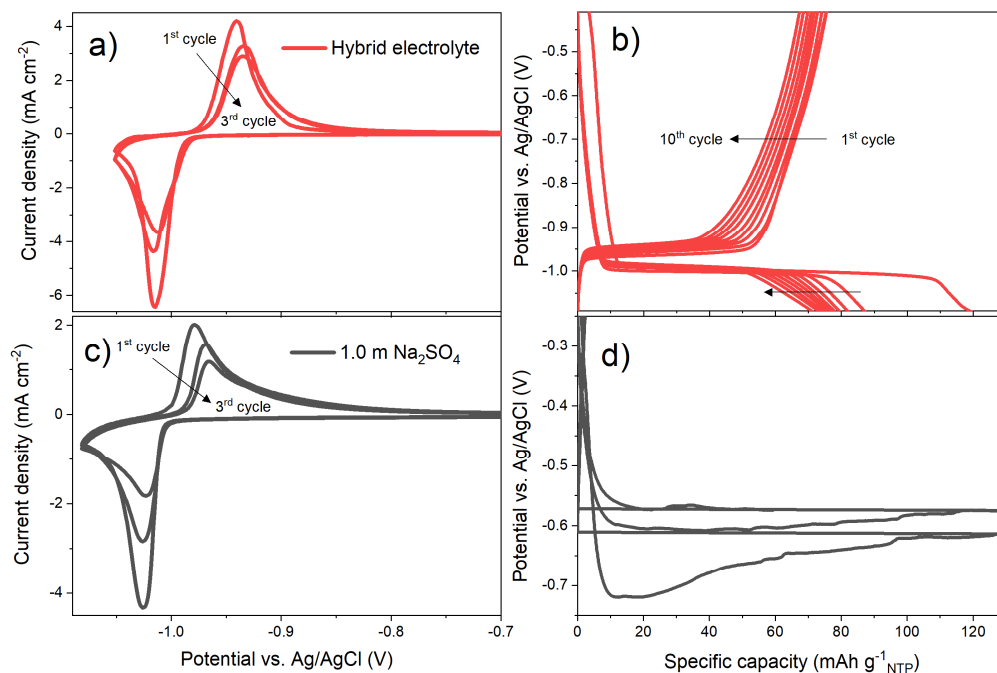 a)
1st cycle
3rd cycle
Hybrid electrolyte
4
2
0
-2
-4
-6
Current density (mA cm-2)
b)
10th cycle
1st cycle
-0.5
-0.6
-0.7
-0.8
-0.9
-1.0
Potential vs. Ag/AgCl (V)
c)
1st cycle
3rd cycle
1.0 m Na2SO4
2
0
-2
-4
Current density (mA cm-2)
-1.0
-0.9
-0.8
-0.7
Potential vs. Ag/AgCl (V)
d)
-0.3
-0.4
-0.5
-0.6
-0.7
Potential vs. Ag/AgCl (V)
0
20
40
60
80
100
120
Specific capacity (mAh g-1NTP)